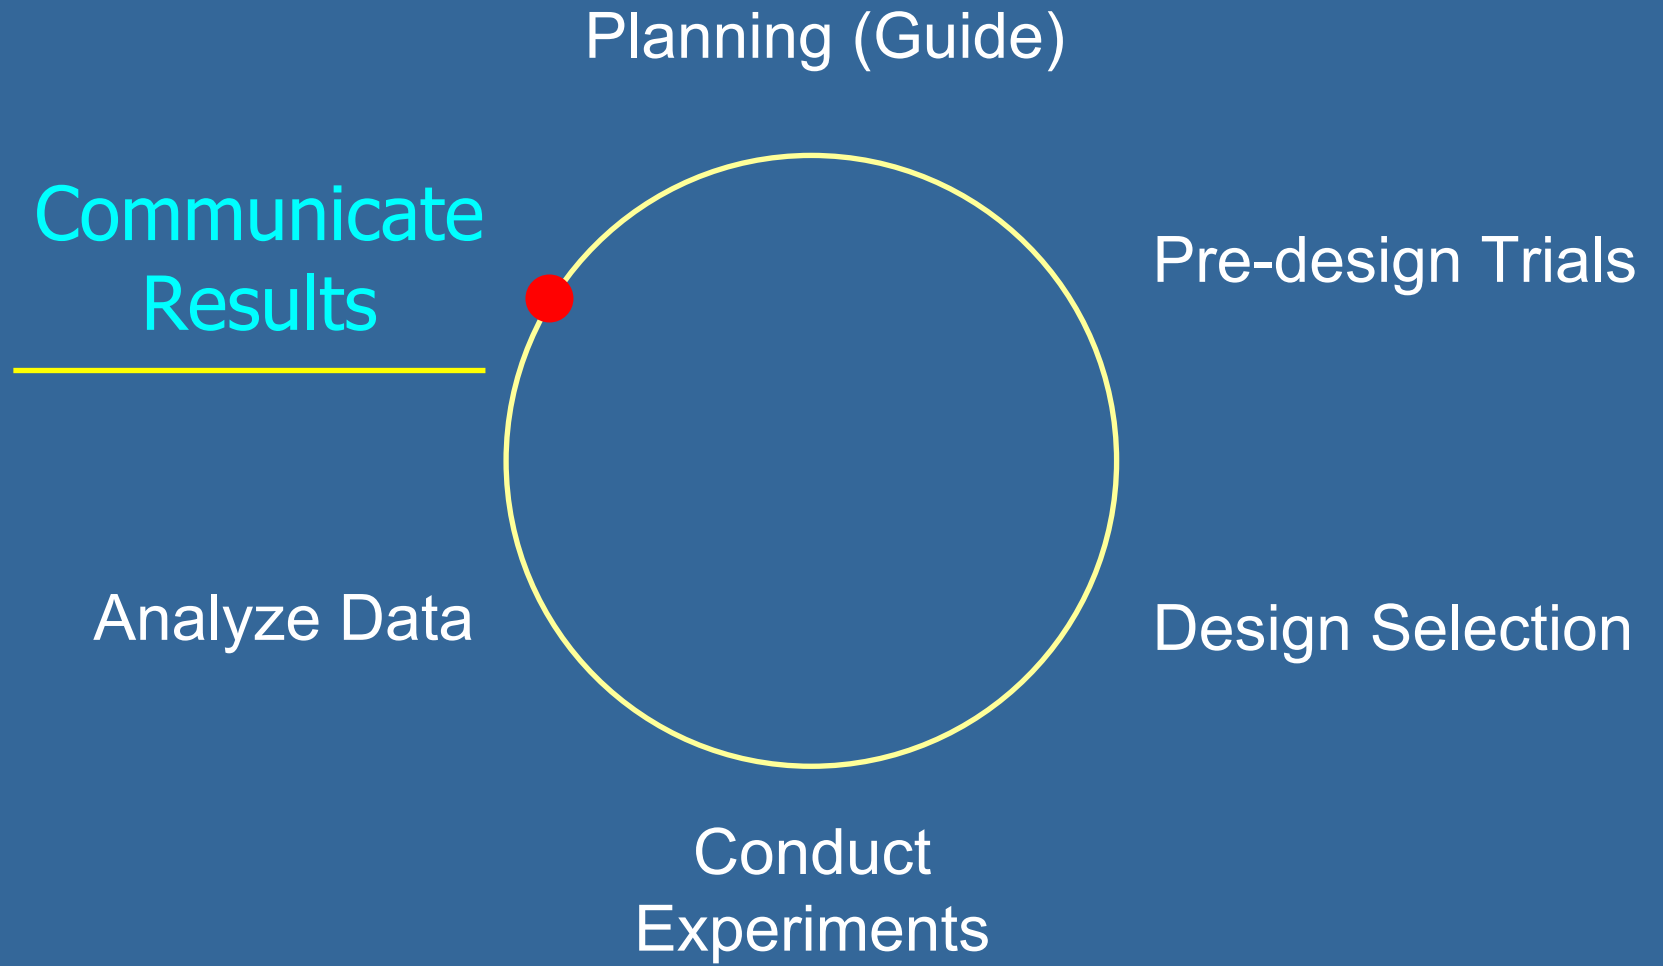 Planning (Guide)
Communicate
Results
Pre-design Trials
Analyze Data
Design Selection
Conduct
Experiments